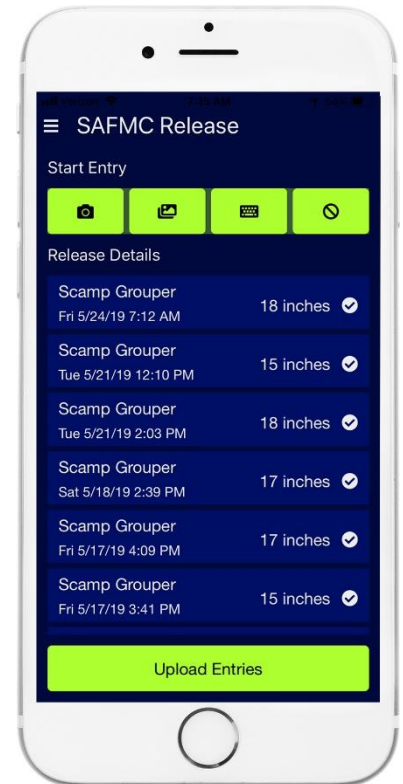 SAFMC Release
Start Entry
Release Details
Scamp Grouper
18 inches
Fri 5/24/19 7:12 AM
Scamp Grouper
15 inches
Tue 5/21/19 12:10 PM
Scamp Grouper
18 inches
Tue 5/21/19 2:03 PM
Scamp Grouper
17 inches
Sat 5/18/19 2:39 PM
Scamp Grouper
17 inches
Fri 5/17/19 4:09 PM
Scamp Grouper
15 inches
Fri 5/17/19 3:41 PM
Upload Entries